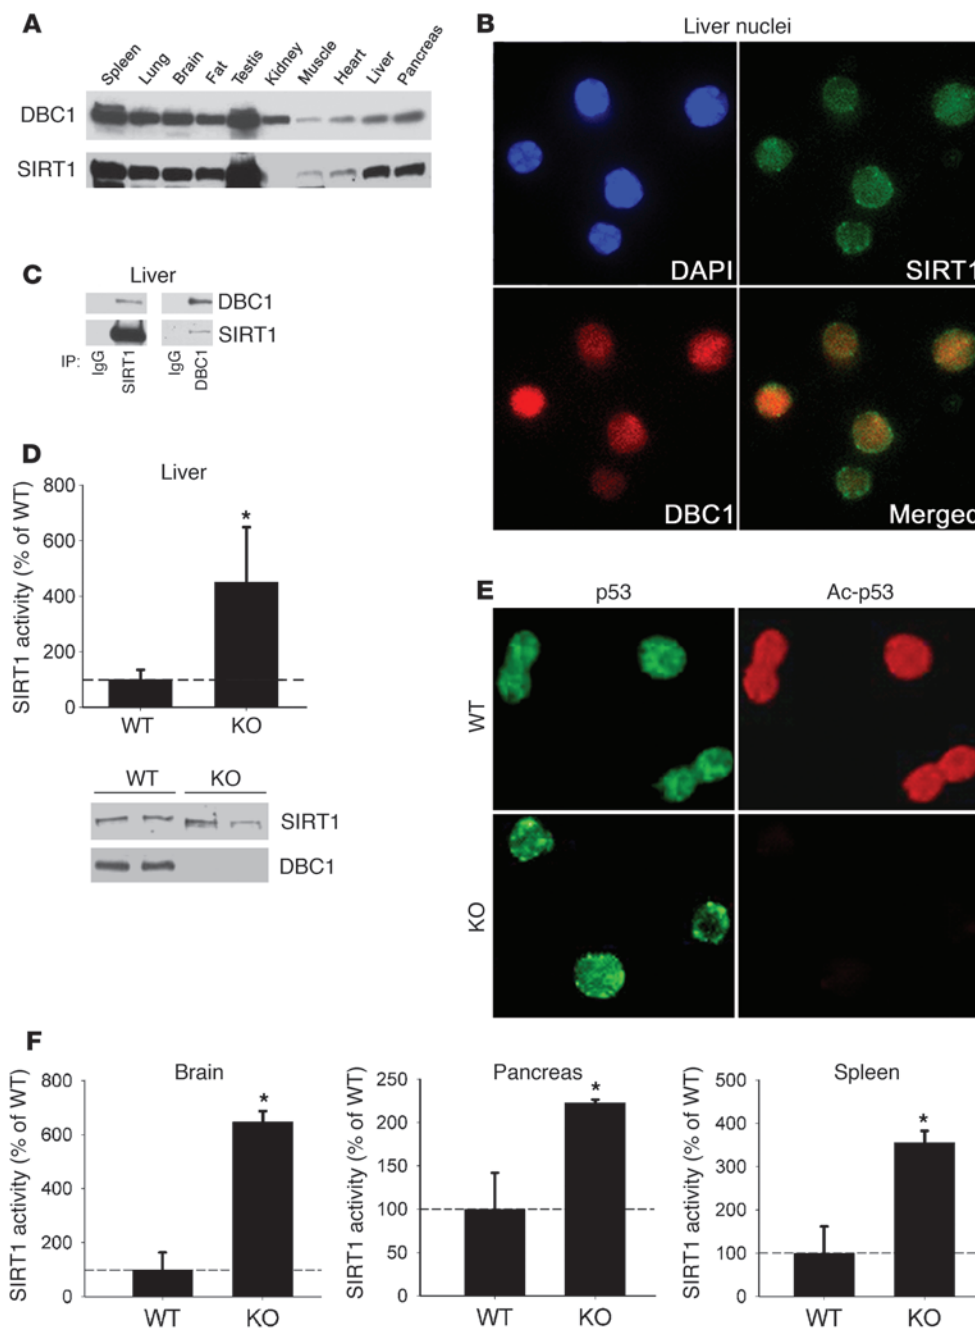 A
Spleen Lung Brain Fat Testis Kidney Muscle Heart Liver Pancreas
DBC1
SIRT1
B
Liver nuclei
DAPI
SIRT1
DBC1
Merged
C
Liver
DBC1
SIRT1
IP: IgG SIRT1 IgG DBC1
D
Liver
SIRT1 activity (% of WT)
800
600
400
200
0
*
WT KO
WT KO
SIRT1
DBC1
E
p53 Ac-p53
WT
KO
F
Brain
SIRT1 activity (% of WT)
800
600
400
200
0
*
WT KO
Pancreas
SIRT1 activity (% of WT)
250
200
150
100
50
0
*
WT KO
Spleen
SIRT1 activity (% of WT)
500
400
300
200
100
0
*
WT KO